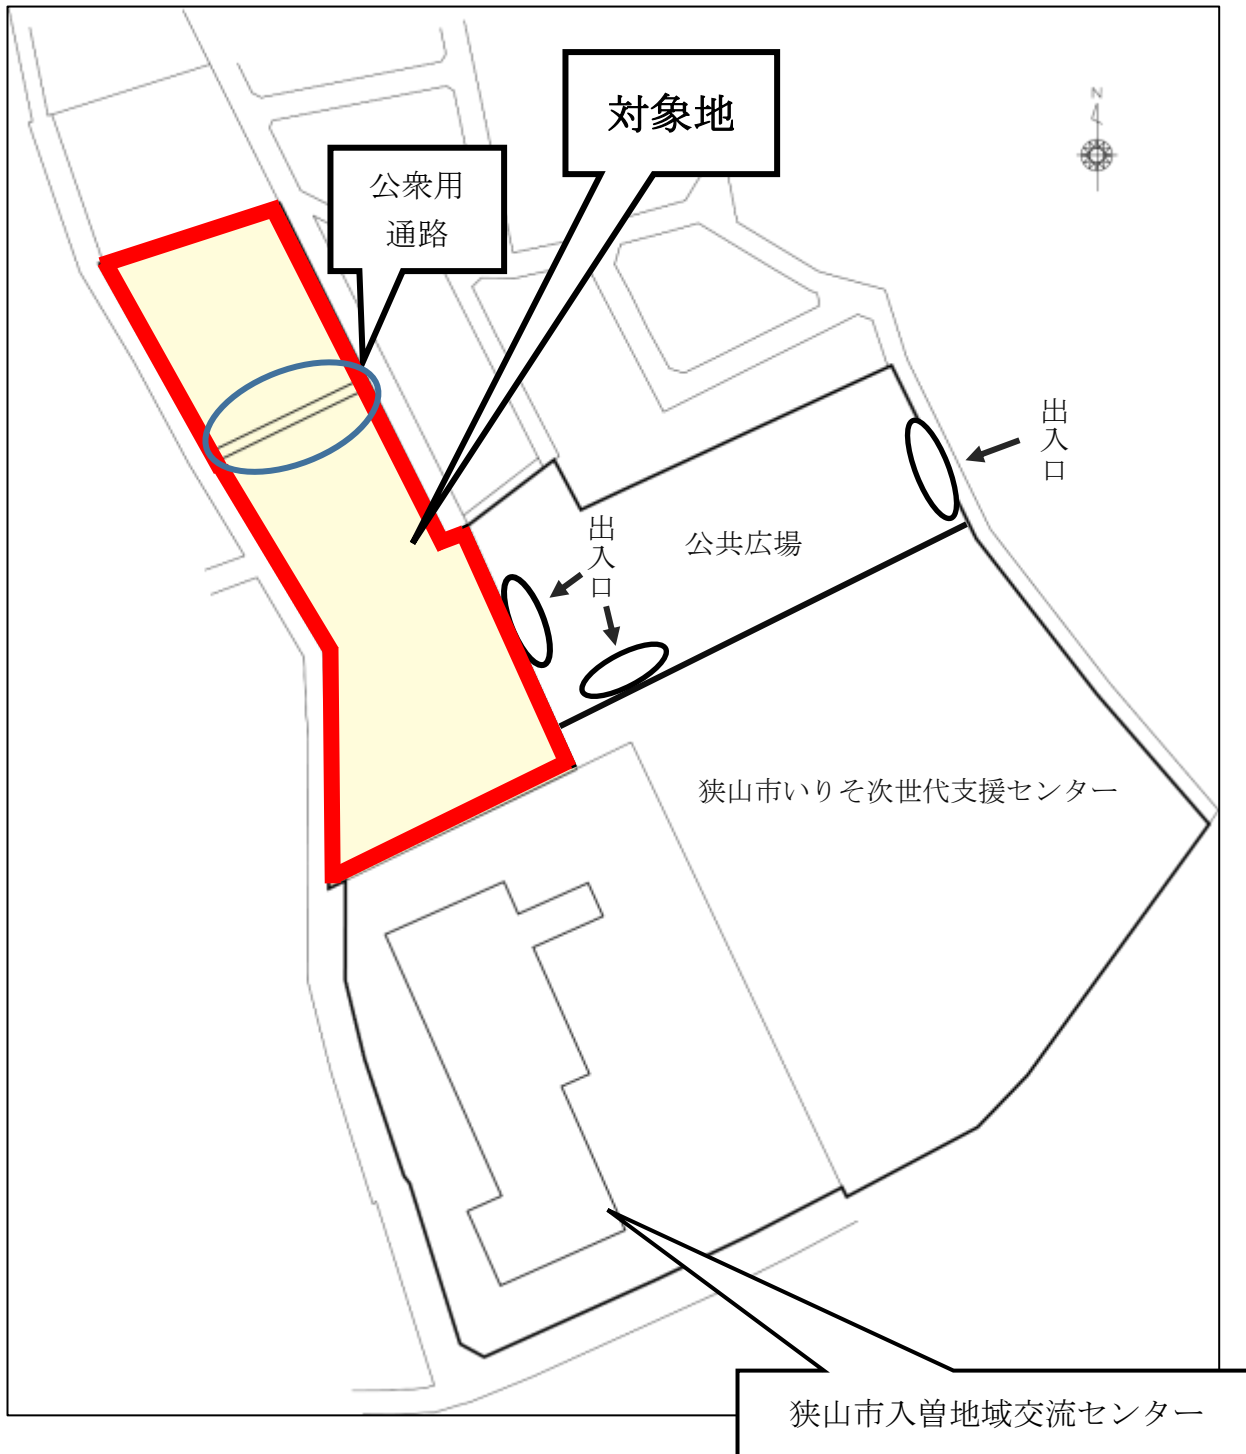 対象地
N
公衆用
通路
出入口
出入口
公共広場
狭山市いりそ次世代支援センター
狭山市入曽地域交流センター